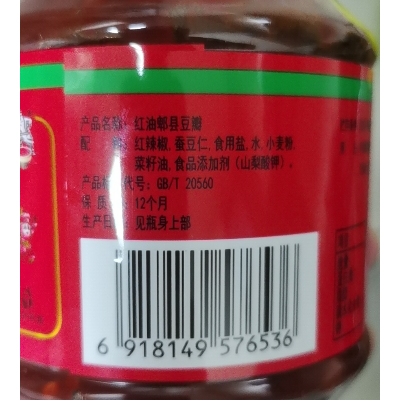 产品名称：红油郫县豆瓣
配 料：红辣椒,蚕豆仁,食用盐,水,小麦粉,
菜籽油,食品添加剂（山梨酸钾）。
产品标准代号：GB/T 20560
保 质 期：12个月
生产日期：见瓶身上部
6 918149 576536